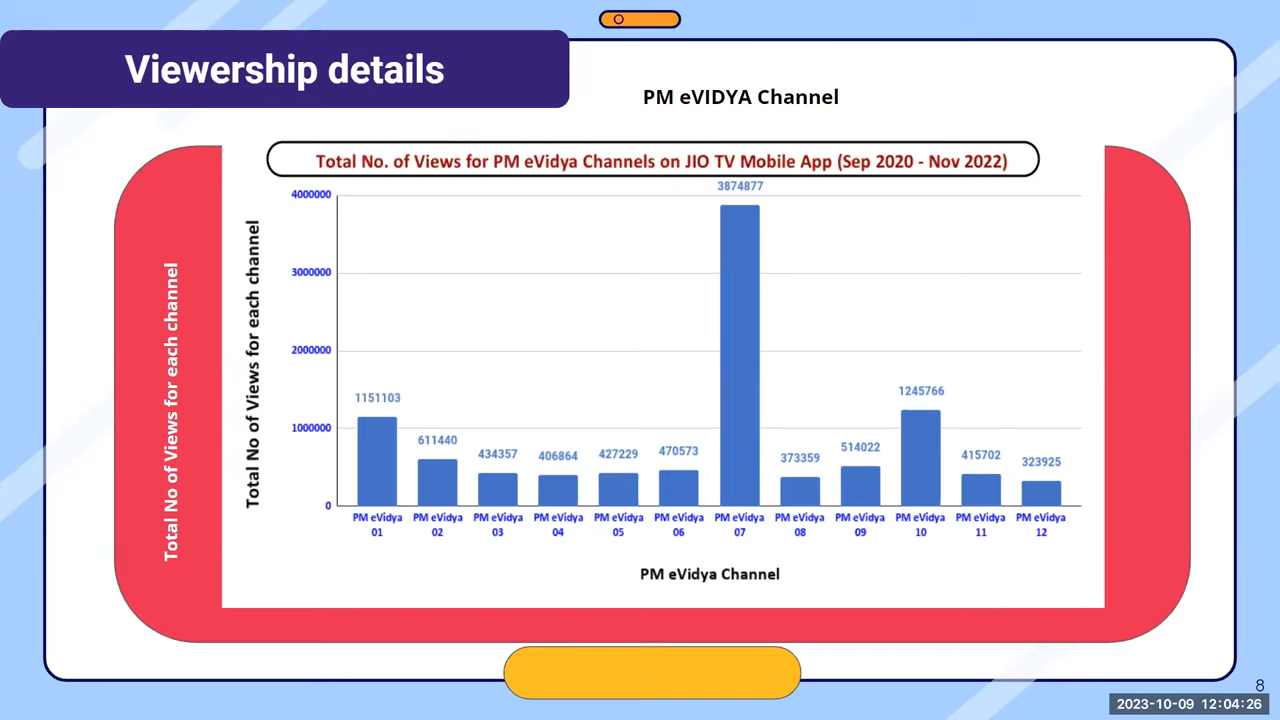 Viewership details
PM eVIDYA Channel
Total No. of Views for PM eVidya Channels on JIO TV Mobile App (Sep 2020 - Nov 2022)
Total No of Views for each channel
Total No of Views for each channel
4000000
3000000
2000000
1000000
0
1151103
611440
434357
406864
427229
470573
3874877
373359
514022
1245766
415702
323925
PM eVidya
01
PM eVidya
02
PM eVidya
03
PM eVidya
04
PM eVidya
05
PM eVidya
06
PM eVidya
07
PM eVidya
08
PM eVidya
09
PM eVidya
10
PM eVidya
11
PM eVidya
12
PM eVidya Channel
8
2023-10-09 12:04:26